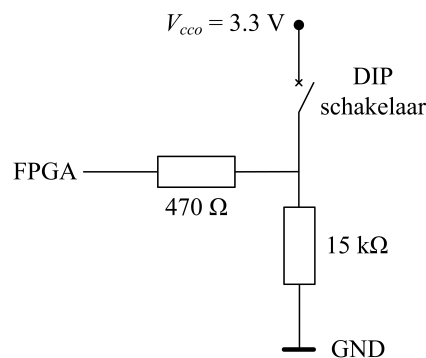 Vcco = 3.3 V
DIP
schakelaar
FPGA
470 Ω
15 kΩ
GND